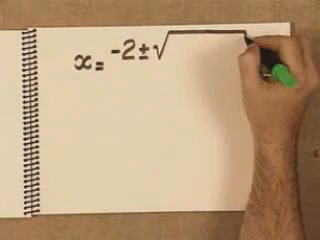 x = -2 ± √